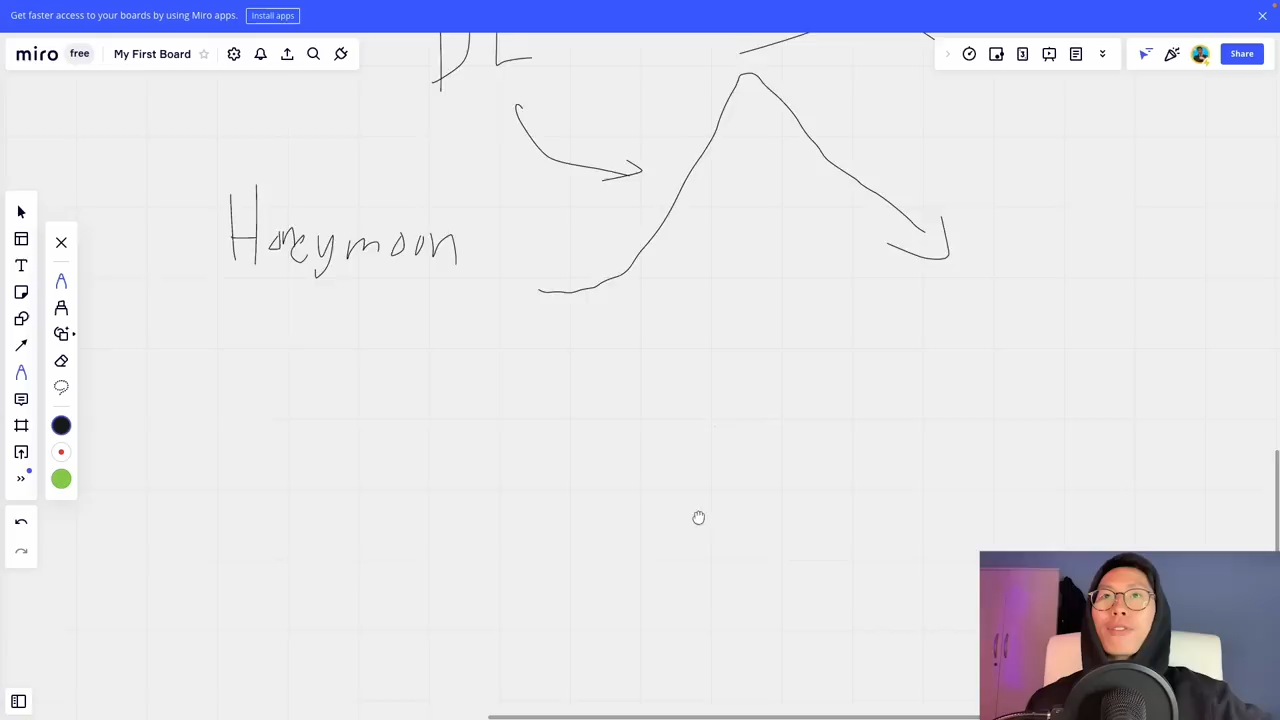 Get faster access to your boards by using Miro apps. Install apps
miro free My First Board
3
Share
Honeymoon